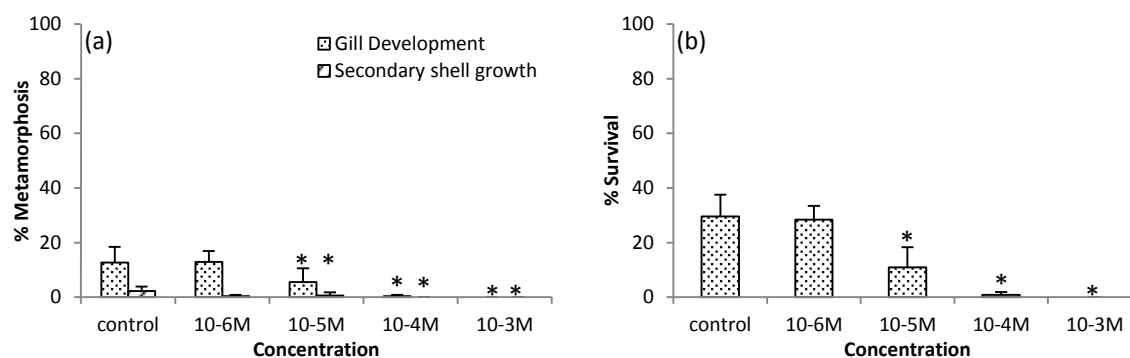 (a)
% Metamorphosis
100
80
60
40
20
0
Gill Development
Secondary shell growth
* * * * * *
control 10-6M 10-5M 10-4M 10-3M
Concentration
(b)
% Survival
100
80
60
40
20
0
* * *
control 10-6M 10-5M 10-4M 10-3M
Concentration